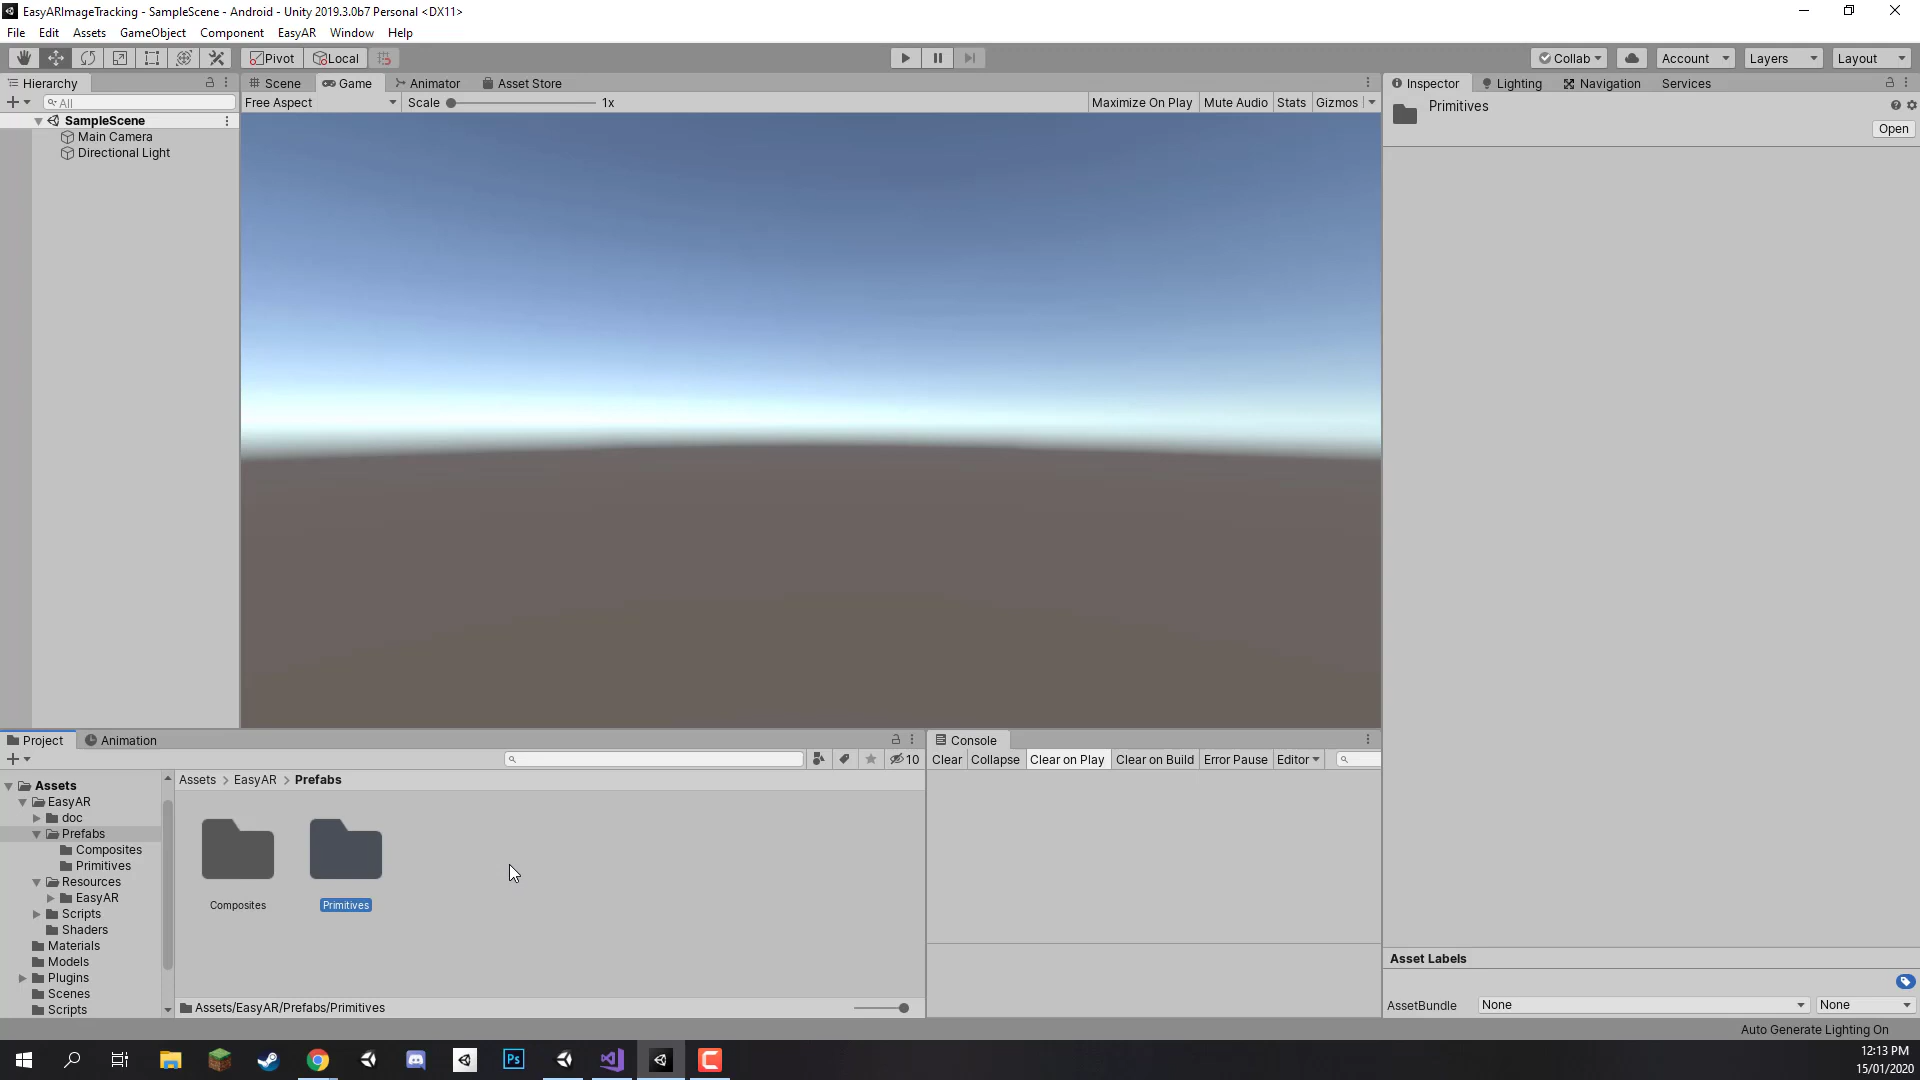 EasyARImageTracking - SampleScene - Android - Unity 2019.3.0b7 Personal <DX11>
File Edit Assets GameObject Component EasyAR Window Help
Pivot Local Collab Account Layers Layout
Hierarchy
All
SampleScene
Main Camera
Directional Light
Scene Game Animator Asset Store
Free Aspect Scale 1x Maximize On Play Mute Audio Stats Gizmos
Inspector Lighting Navigation Services
Primitives
Open
Project Animation
10
Assets > EasyAR > Prefabs
Assets
EasyAR
doc
Prefabs
Composites
Primitives
Resources
EasyAR
Scripts
Shaders
Materials
Models
Plugins
Scenes
Scripts
Composites
Primitives
Assets/EasyAR/Prefabs/Primitives
Console
Clear Collapse Clear on Play Clear on Build Error Pause Editor
Asset Labels
AssetBundle None None
Auto Generate Lighting On
Ps
12:13 PM
15/01/2020